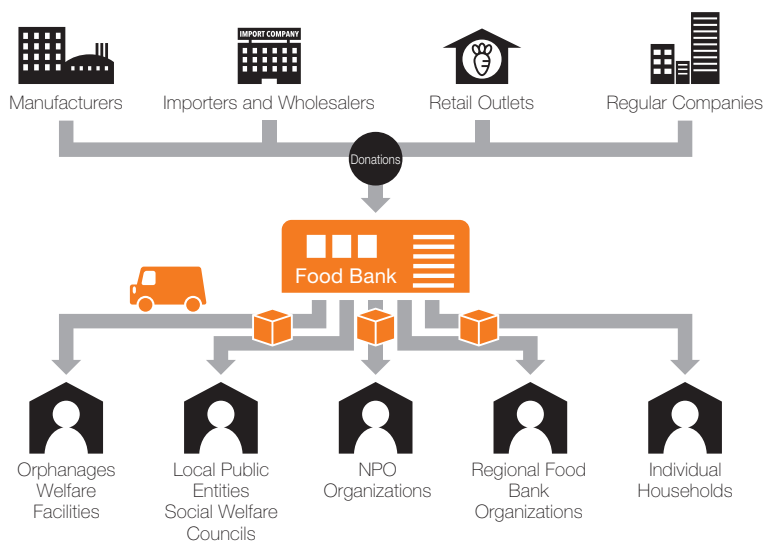 IMPORT COMPANY
Manufacturers
Importers and Wholesalers
Retail Outlets
Regular Companies
Donations
Food Bank
Orphanages
Welfare
Facilities
Local Public
Entities
Social Welfare
Councils
NPO
Organizations
Regional Food
Bank
Organizations
Individual
Households